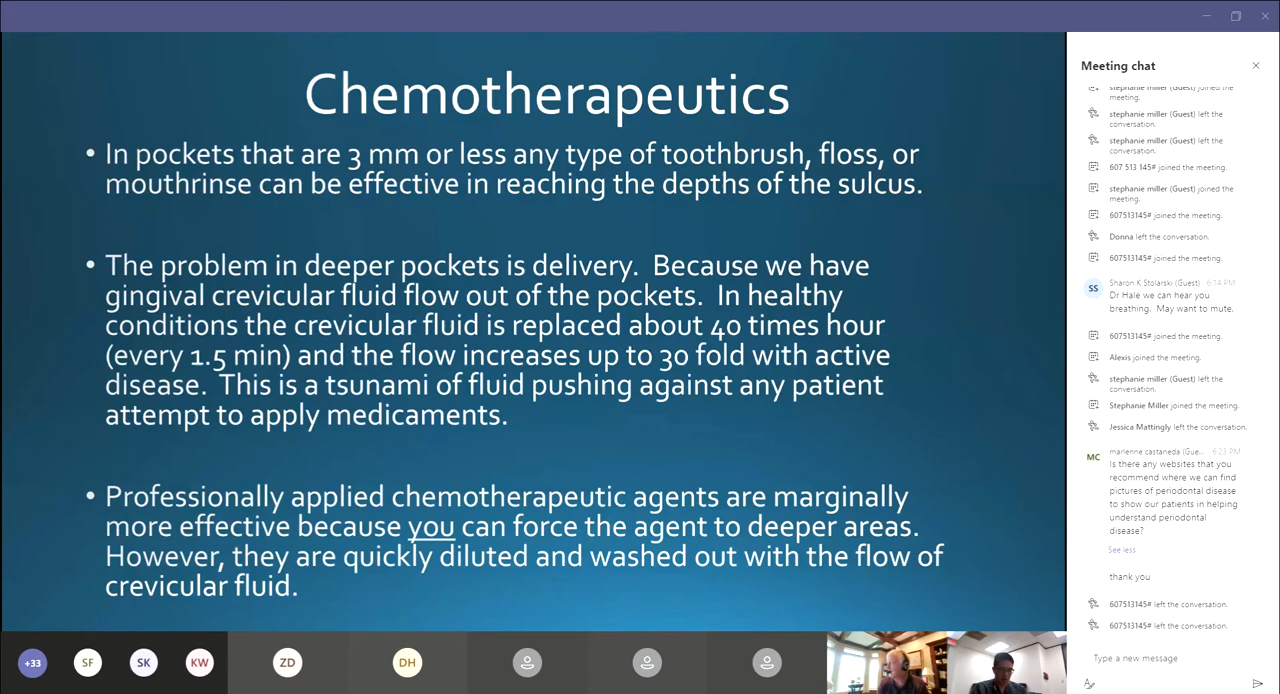 Chemotherapeutics
• In pockets that are 3 mm or less any type of toothbrush, floss, or
mouthrinse can be effective in reaching the depths of the sulcus.
• The problem in deeper pockets is delivery.  Because we have
gingival crevicular fluid flow out of the pockets.  In healthy
conditions the crevicular fluid is replaced about 40 times hour
(every 1.5 min) and the flow increases up to 30 fold with active
disease.  This is a tsunami of fluid pushing against any patient
attempt to apply medicaments.
• Professionally applied chemotherapeutic agents are marginally
more effective because you can force the agent to deeper areas.
However, they are quickly diluted and washed out with the flow of
crevicular fluid.
+33
SF
SK
KW
ZD
DH
Meeting chat
stephanie miller (Guest) joined the
meeting.
stephanie miller (Guest) left the
conversation.
stephanie miller (Guest) left the
conversation.
607 513 145# joined the meeting.
stephanie miller (Guest) joined the
meeting.
607513145# joined the meeting.
Donna left the conversation.
607513145# joined the meeting.
SS
Sharon K Stolarski (Guest) 6:14 PM
Dr Hale we can hear you
breathing.  May want to mute.
607513145# joined the meeting.
Alexis joined the meeting.
stephanie miller (Guest) left the
conversation.
Stephanie Miller joined the meeting.
Jessica Mattingly left the conversation.
MC
marlenne castaneda (Gue... 6:23 PM
Is there any websites that you
recommend where we can find
pictures of periodontal disease
to show our patients in helping
understand periodontal
disease?
See less
thank you
607513145# left the conversation.
607513145# left the conversation.
Type a new message